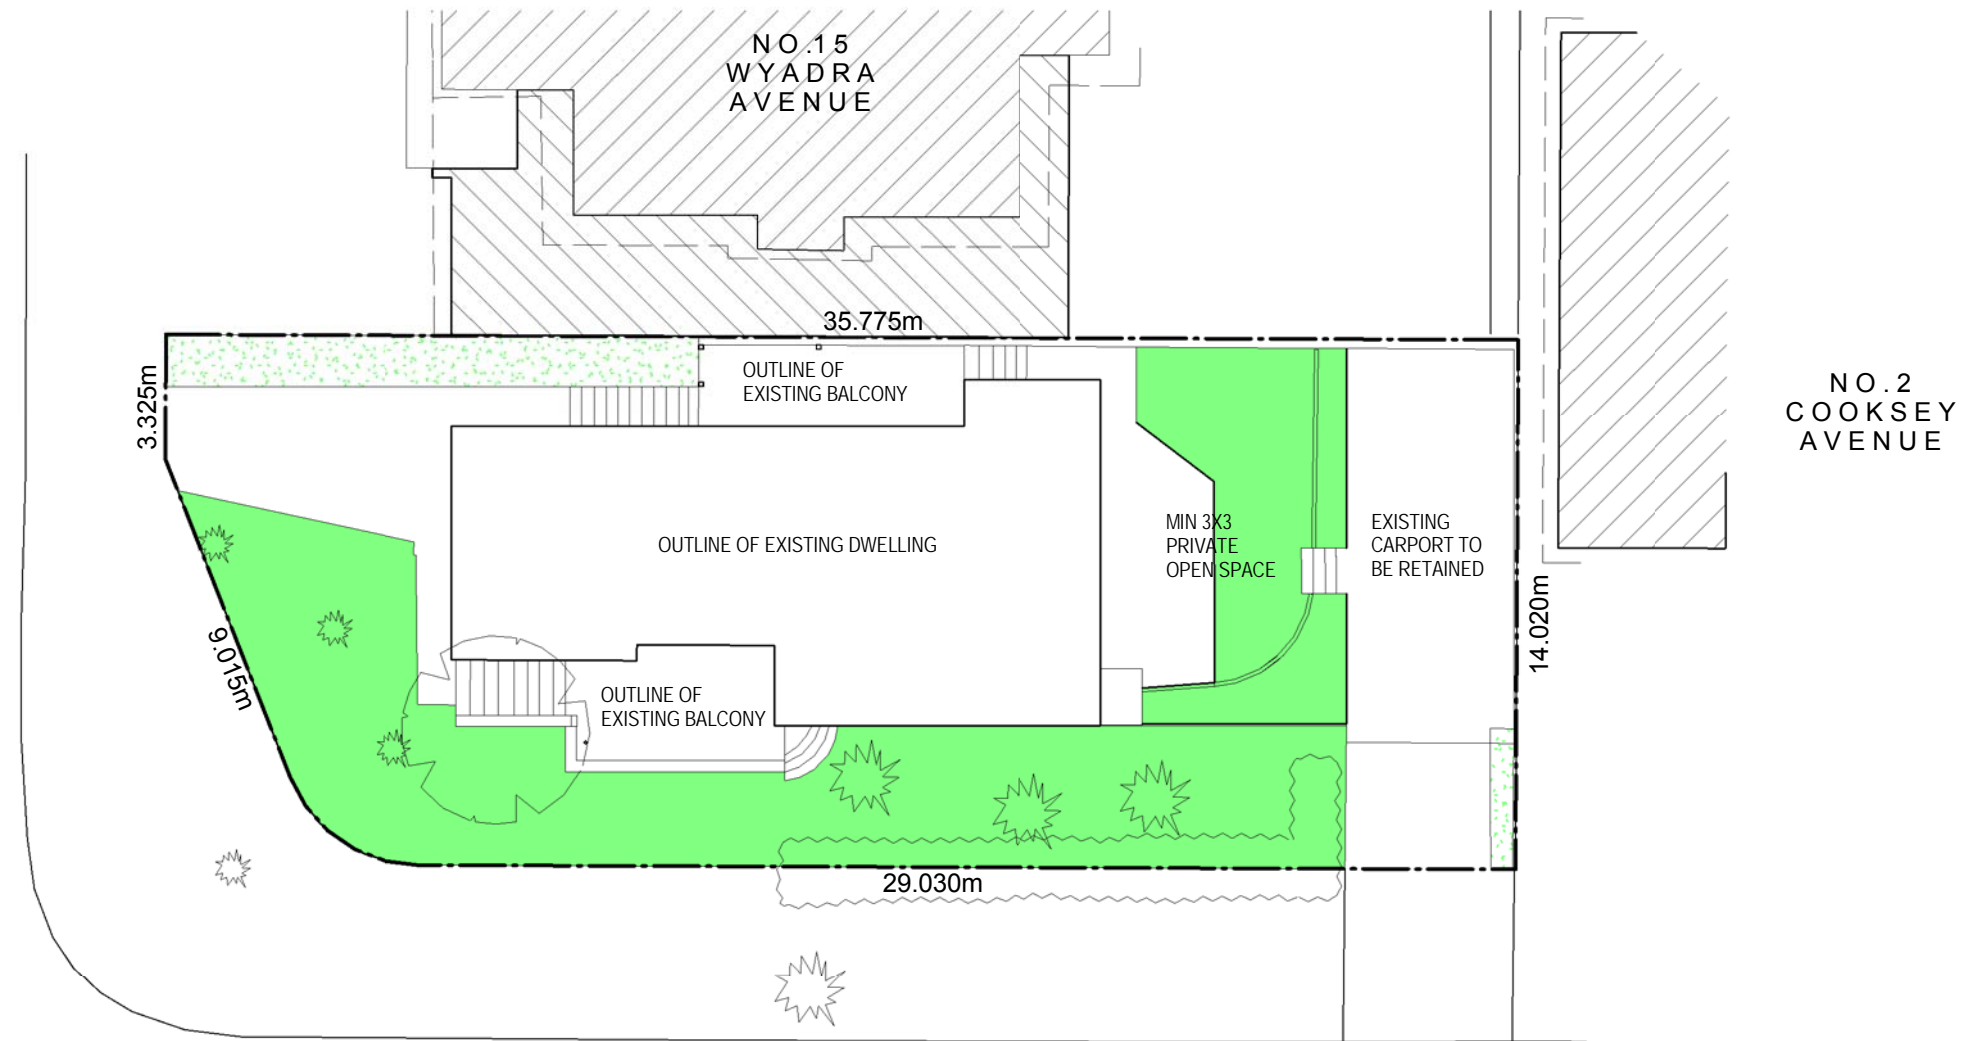 NO.15
WYADRA
AVENUE
35.775m
OUTLINE OF
EXISTING BALCONY
3.325m
NO.2
COOKSEY
AVENUE
OUTLINE OF EXISTING DWELLING
MIN 3X3
PRIVATE
OPEN SPACE
EXISTING
CARPORT TO
BE RETAINED
14.020m
9.015m
OUTLINE OF
EXISTING BALCONY
29.030m